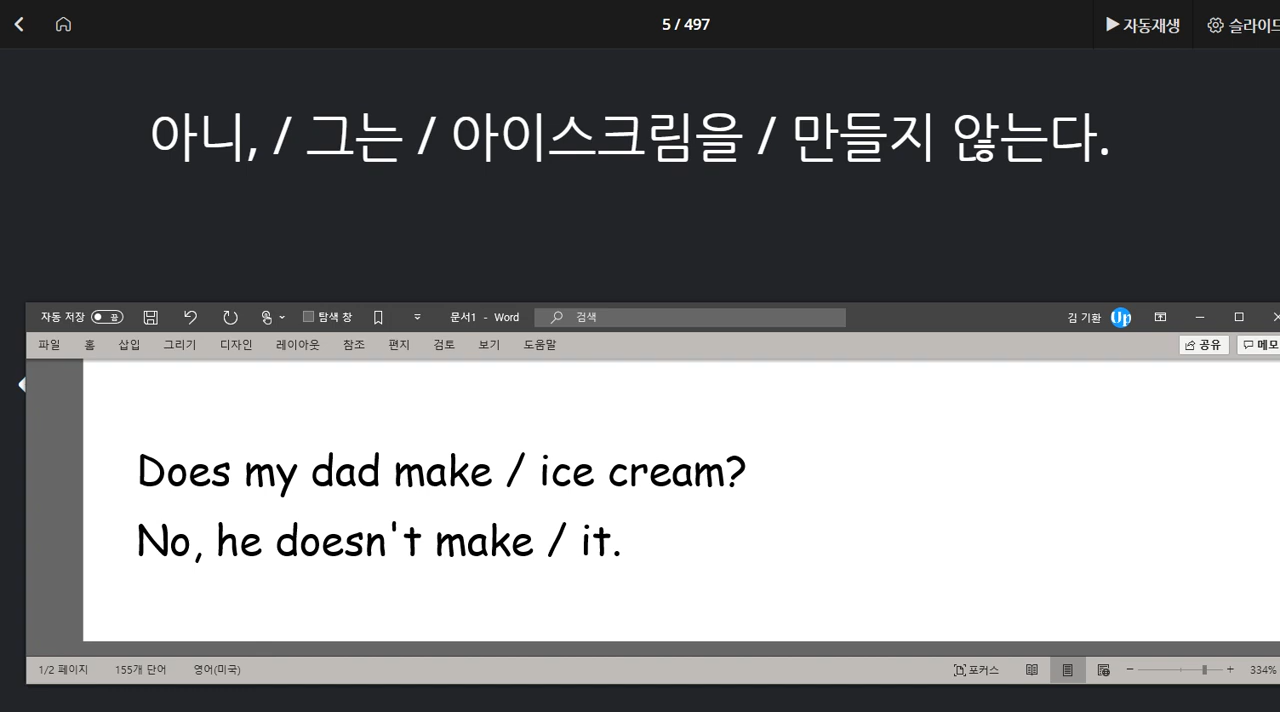 5 / 497
자동재생
슬라이드
아니, / 그는 / 아이스크림을 / 만들지 않는다.
자동 저장 끔 탐색 창 문서1 - Word 검색 김 기환 Up
파일 홈 삽입 그리기 디자인 레이아웃 참조 편지 검토 보기 도움말 공유 메모
Does my dad make / ice cream?
No, he doesn't make / it.
1/2 페이지 155개 단어 영어(미국) 포커스 334%